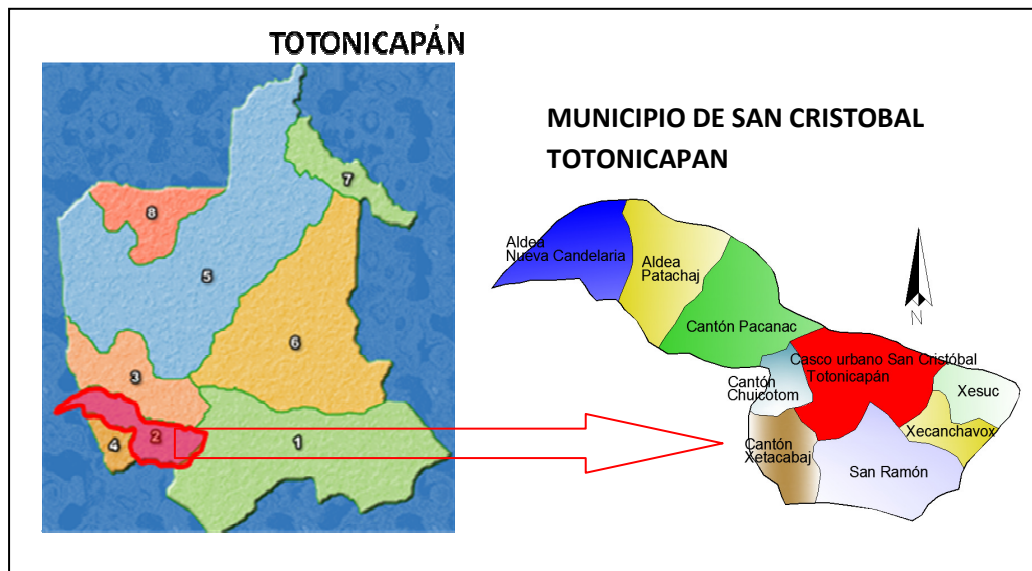 TOTONICAPÁN
7
8
5
6
3
4
2
1
MUNICIPIO DE SAN CRISTOBAL
TOTONICAPAN
Aldea
Nueva Candelaria
Aldea
Patachaj
Cantón Pacanac
N
Casco urbano San Cristóbal
Totonicapán
Cantón
Chuicotom
Xesuc
Xecanchavox
Cantón
Xetacabaj
San Ramón